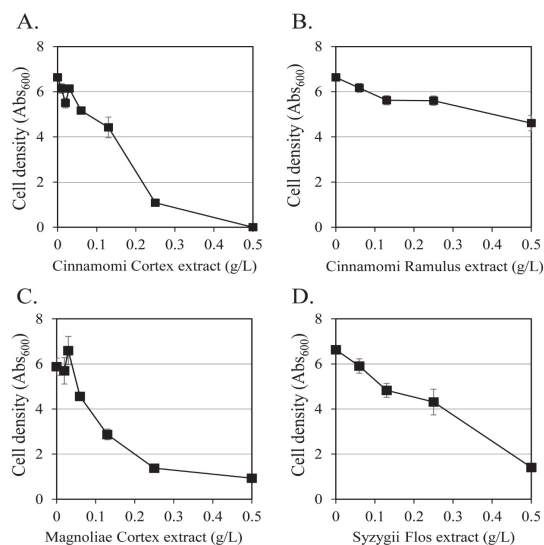 A.
Cell density (Abs600)
8
6
4
2
0
0 0.1 0.2 0.3 0.4 0.5
Cinnamomi Cortex extract (g/L)
B.
Cell density (Abs600)
8
6
4
2
0
0 0.1 0.2 0.3 0.4 0.5
Cinnamomi Ramulus extract (g/L)
C.
Cell density (Abs600)
8
6
4
2
0
0 0.1 0.2 0.3 0.4 0.5
Magnoliae Cortex extract (g/L)
D.
Cell density (Abs600)
8
6
4
2
0
0 0.1 0.2 0.3 0.4 0.5
Syzygii Flos extract (g/L)